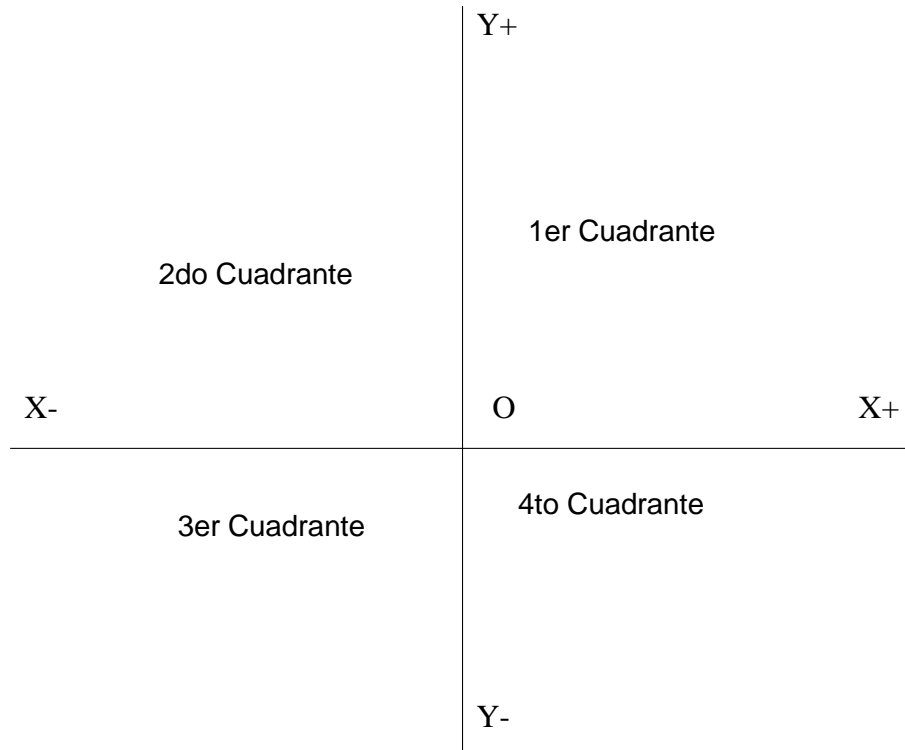 Y+
1er Cuadrante
2do Cuadrante
X-
O
X+
4to Cuadrante
3er Cuadrante
Y-